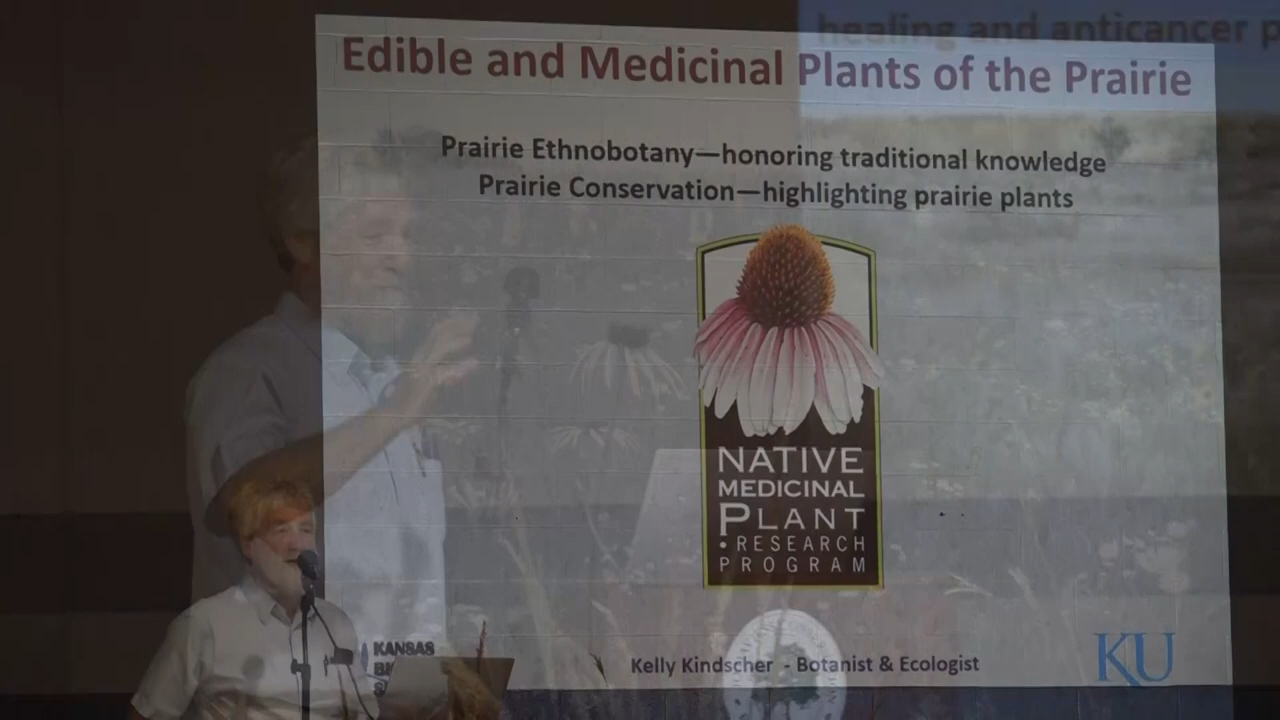 healing and anticancer p
Edible and Medicinal Plants of the Prairie
Prairie Ethnobotany—honoring traditional knowledge
Prairie Conservation—highlighting prairie plants
NATIVE
MEDICINAL
PLANT
• RESEARCH
PROGRAM
KANSAS
Kelly Kindscher - Botanist & Ecologist
KU